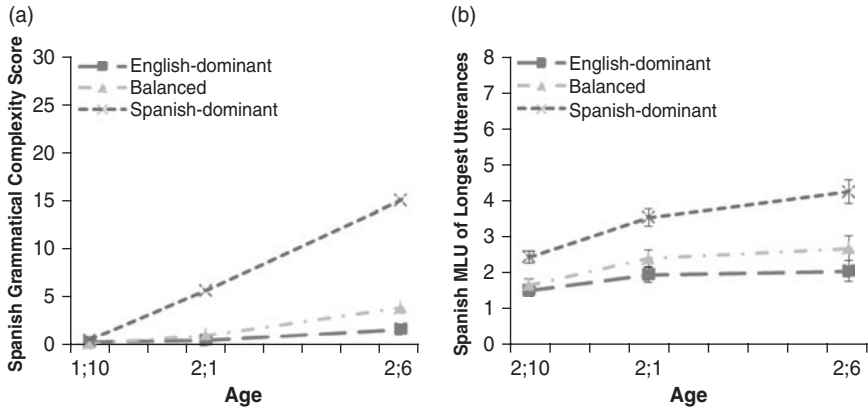 (a)
Spanish Grammatical Complexity Score
30
25
20
15
10
5
0
English-dominant
Balanced
Spanish-dominant
1;10
2;1
2;6
Age
(b)
Spanish MLU of Longest Utterances
8
7
6
5
4
3
2
1
0
English-dominant
Balanced
Spanish-dominant
2;10
2;1
2;6
Age